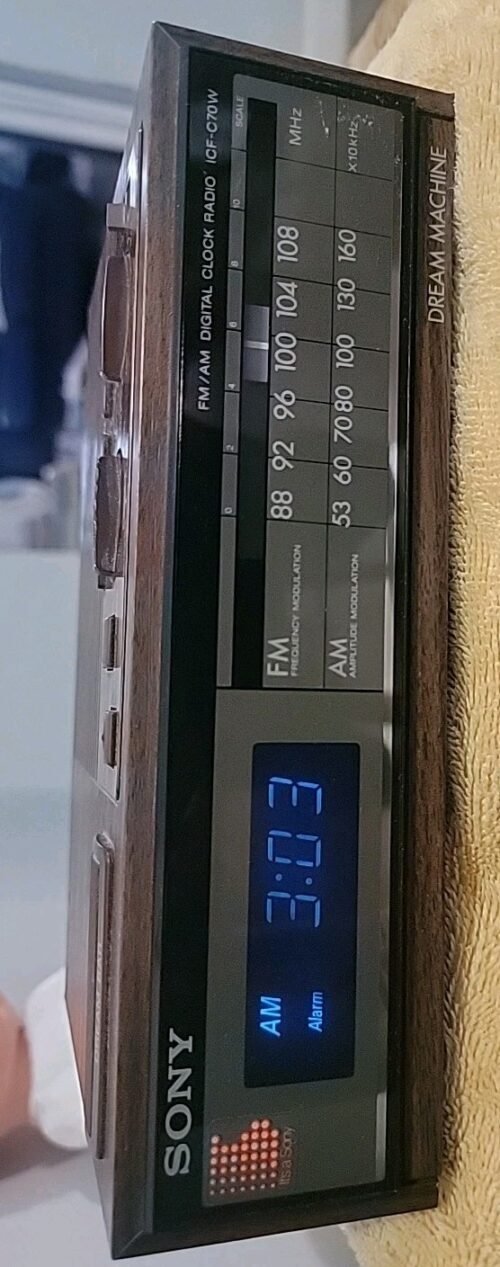 SONY
FM/AM DIGITAL CLOCK RADIO ICF-C70W
It's a Sony
AM
3:03
Alarm
0 2 4 6 8 10 SCALE
FM 88 92 96 100 104 108 MHz
FREQUENCY MODULATION
AM 53 60 70 80 100 130 160 X10kHz
AMPLITUDE MODULATION
DREAM MACHINE